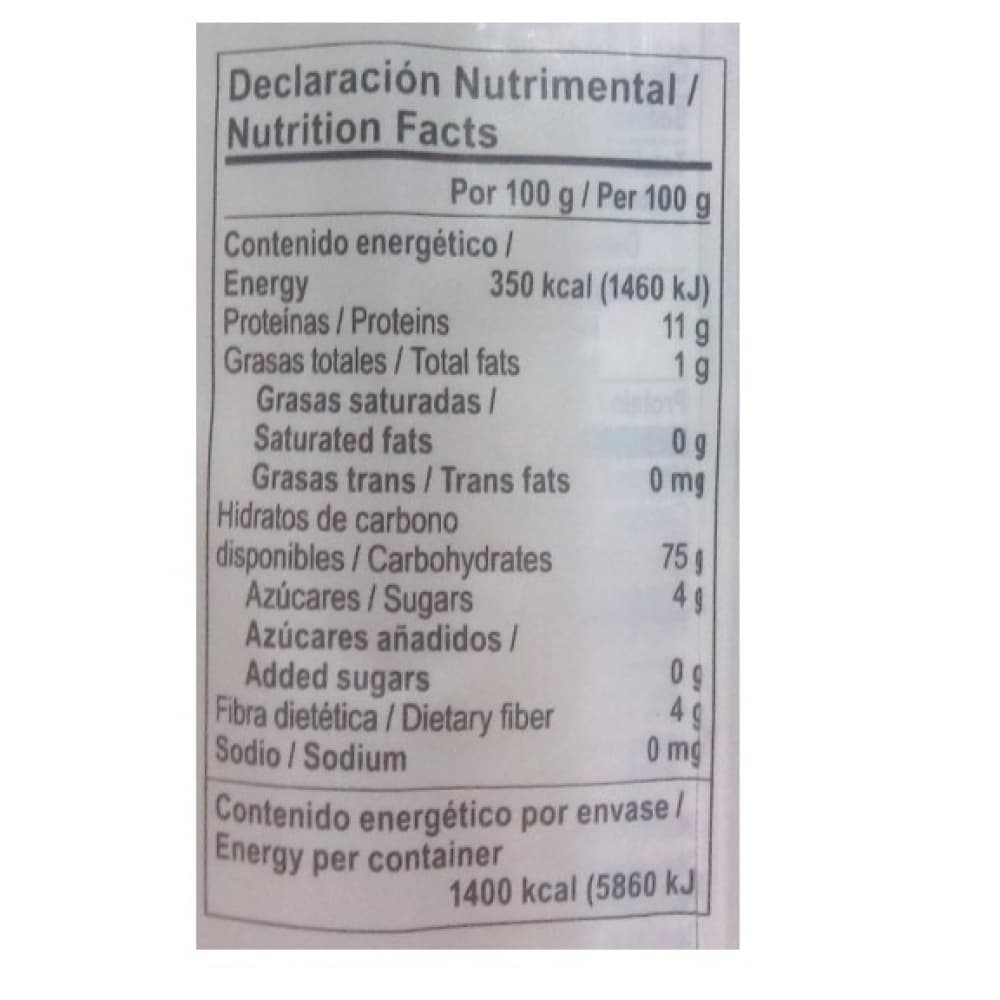 Declaración Nutrimental /
Nutrition Facts
Por 100 g / Per 100 g
Contenido energético /
Energy 350 kcal (1460 kJ)
Proteínas / Proteins 11 g
Grasas totales / Total fats 1 g
Grasas saturadas /
Saturated fats 0 g
Grasas trans / Trans fats 0 mg
Hidratos de carbono
disponibles / Carbohydrates 75 g
Azúcares / Sugars 4 g
Azúcares añadidos /
Added sugars 0 g
Fibra dietética / Dietary fiber 4 g
Sodio / Sodium 0 mg
Contenido energético por envase /
Energy per container
1400 kcal (5860 kJ